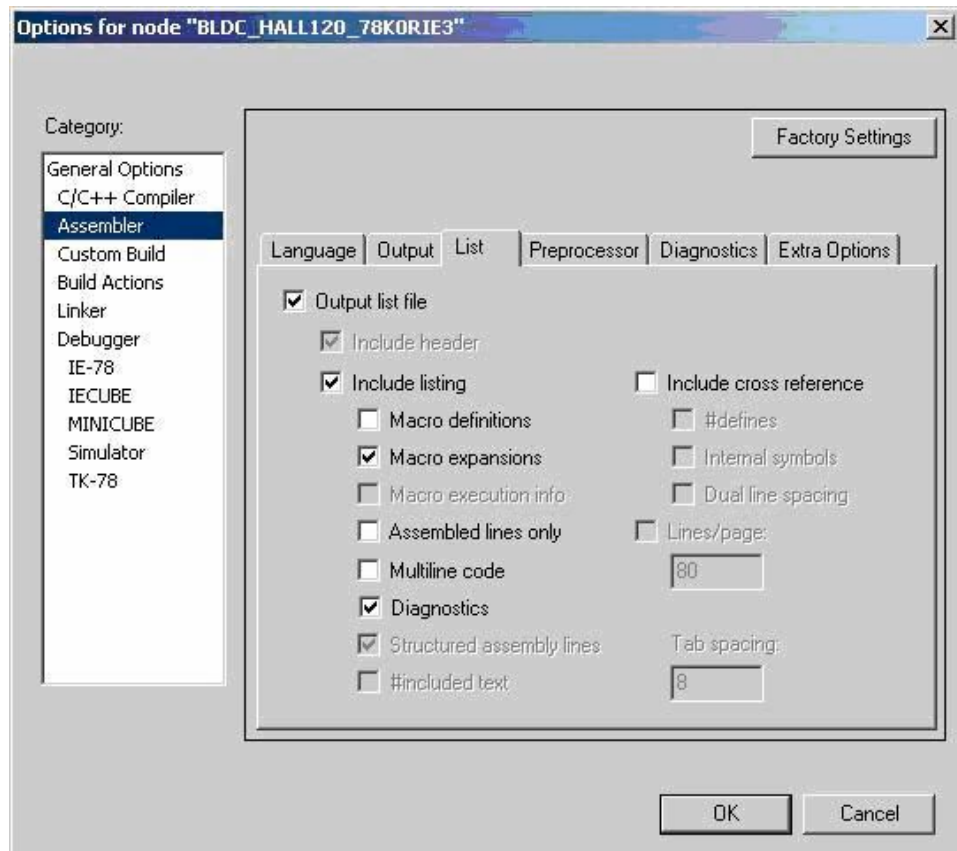 Options for node "BLDC_HALL120_78K0RIE3"
Category:
General Options
C/C++ Compiler
Assembler
Custom Build
Build Actions
Linker
Debugger
IE-78
IECUBE
MINICUBE
Simulator
TK-78
Factory Settings
Language
Output
List
Preprocessor
Diagnostics
Extra Options
Output list file
Include header
Include listing
Macro definitions
Macro expansions
Macro execution info
Assembled lines only
Multiline code
Diagnostics
Structured assembly lines
#included text
Include cross reference
#defines
Internal symbols
Dual line spacing
Lines/page:
80
Tab spacing:
8
OK
Cancel